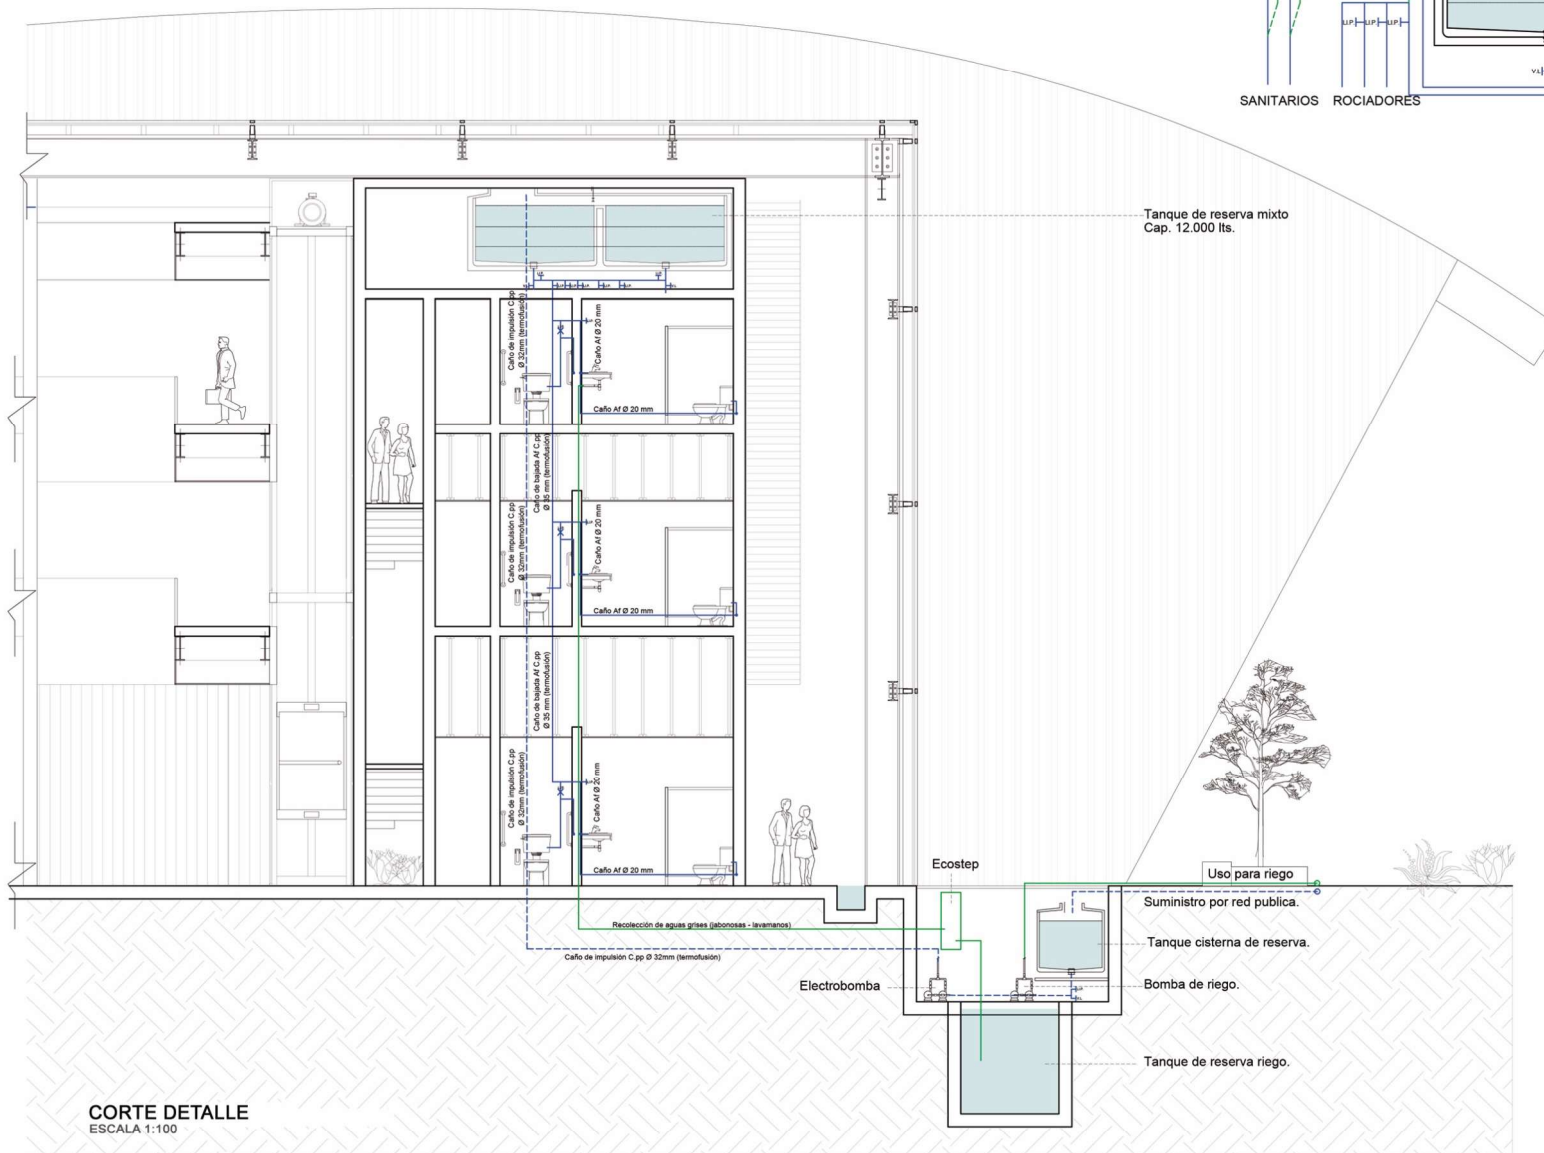 U.P. U.P. U.P.
V.L
SANITARIOS ROCIADORES
Tanque de reserva mixto
Cap. 12.000 lts.
U.P.
U.P. U.P. U.P. U.P. U.P.
V.L
Caño de impulsión C.pp
Ø 32mm (termofusión)
Caño Af Ø 20 mm
Caño Af Ø 20 mm
Caño de bajada Af C.pp
Ø 35 mm (termofusión)
Caño de impulsión C.pp
Ø 32mm (termofusión)
Caño Af Ø 20 mm
Caño Af Ø 20 mm
Caño de bajada Af C.pp
Ø 35 mm (termofusión)
Caño de impulsión C.pp
Ø 32mm (termofusión)
Caño Af Ø 20 mm
Caño Af Ø 20 mm
Ecostep
Uso para riego
Suministro por red publica.
Recolección de aguas grises (jabonosas - lavamanos)
Tanque cisterna de reserva.
Caño de impulsión C.pp Ø 32mm (termofusión)
Electrobomba
Bomba de riego.
Tanque de reserva riego.
CORTE DETALLE
ESCALA 1:100